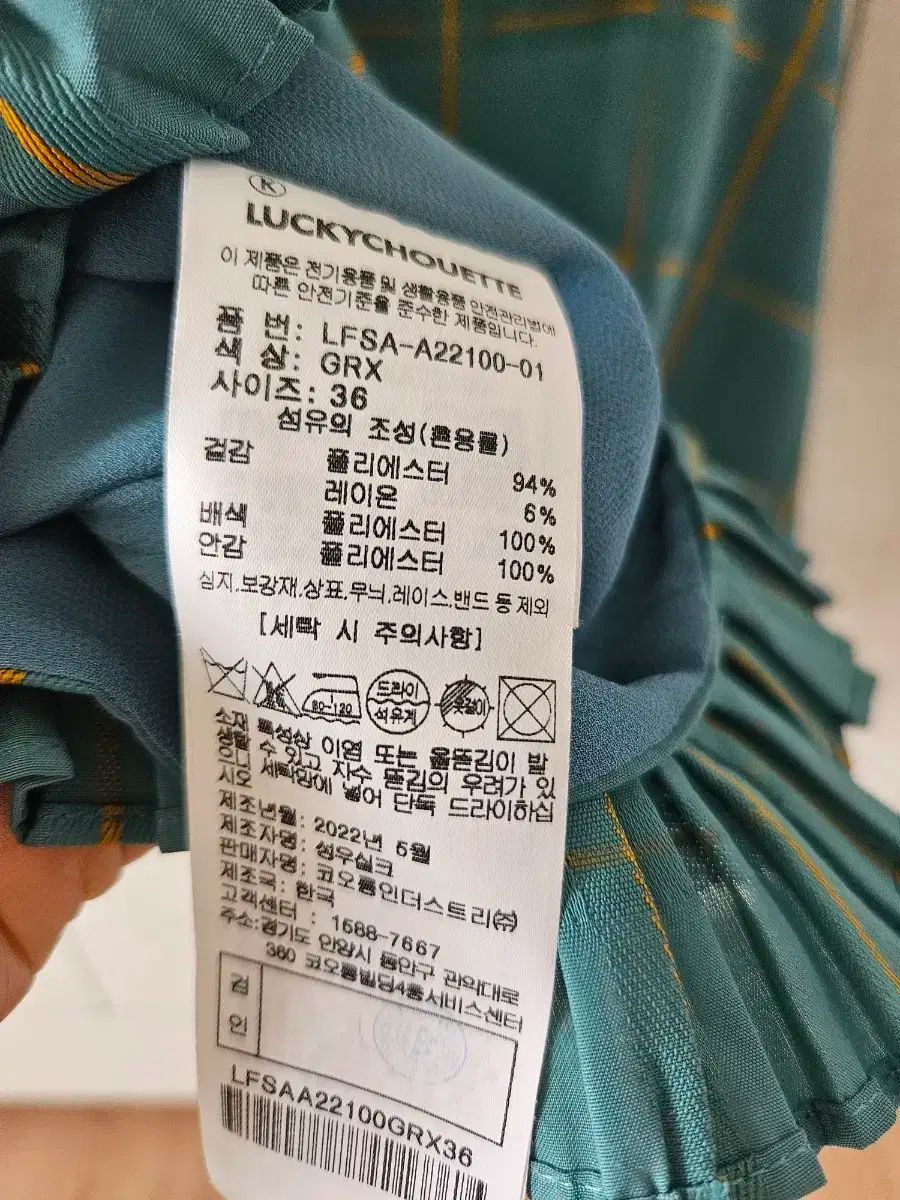 K
LUCKYCHOUETTE
이 제품은 전기용품 및 생활용품 안전관리법에
따른 안전기준을 준수한 제품입니다.
품 번: LFSA-A22100-01
색 상: GRX
사이즈: 36
섬유의 조성(혼용률)
겉감 폴리에스터 94%
레이온 6%
배색 폴리에스터 100%
안감 폴리에스터 100%
심지,보강재,상표,무늬,레이스,밴드 등 제외
[세탁 시 주의사항]
80~120 드라이 옷걸이
석유계
소재 특성상 이염 또는 올뜯김이 발
생할 수 있고 자수 뜯김의 우려가 있
으니 세탁망에 넣어 단독 드라이하십
시오
제조년월: 2022년 6월
제조자명: 성우실크
판매자명: 코오롱인더스트리㈜
제조국: 한국
고객센터 : 1588-7667
주소:경기도 안양시 동안구 관악대로
360 코오롱빌딩4층서비스센터
검
인
LFSAA22100GRX36